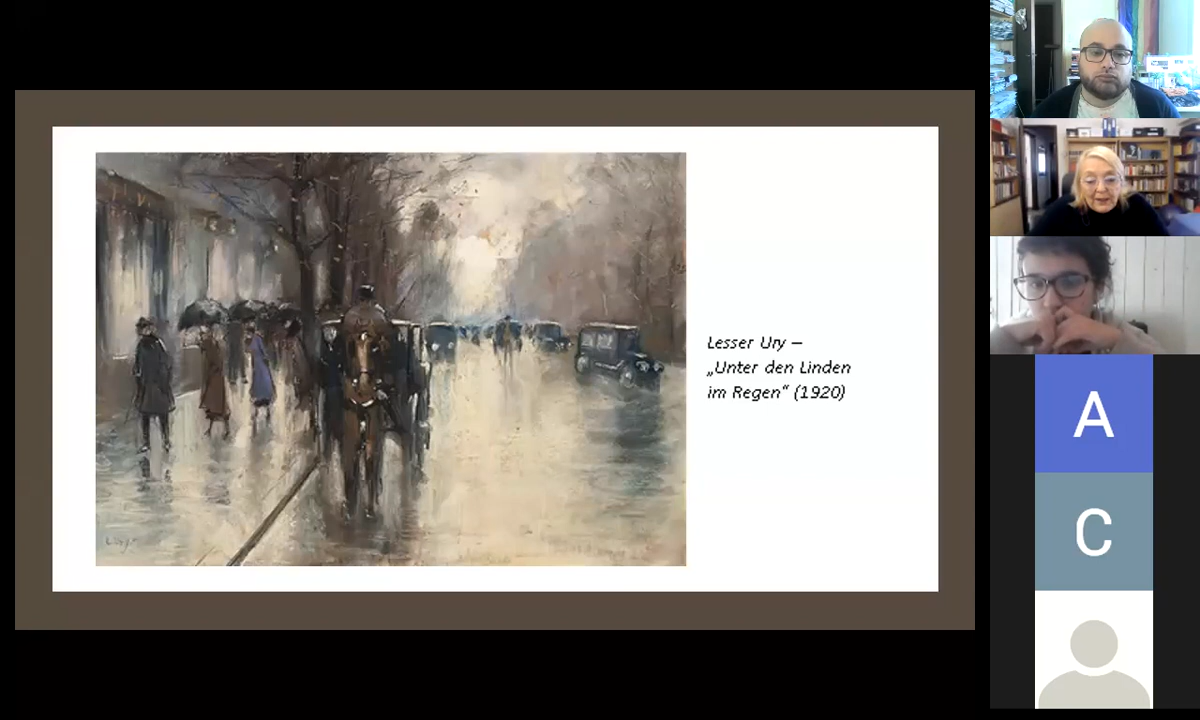 Lesser Ury –
„Unter den Linden
im Regen“ (1920)
A
C